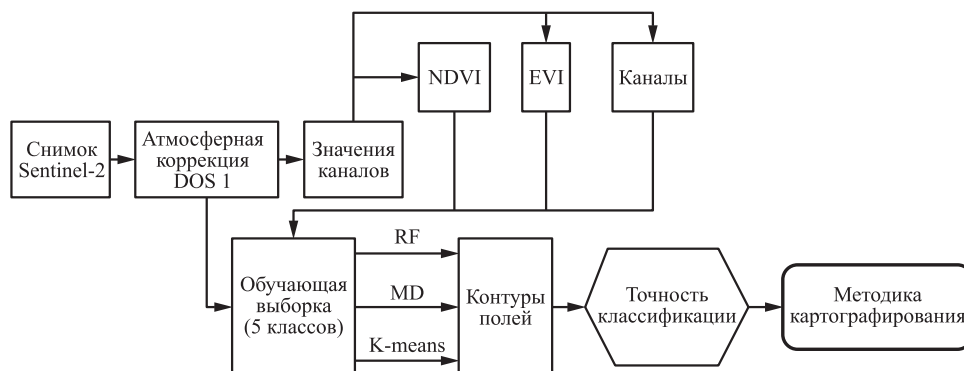 NDVI
EVI
Каналы
Снимок
Sentinel-2
Атмосферная
коррекция
DOS 1
Значения
каналов
RF
MD
K-means
Обучающая
выборка
(5 классов)
Контуры
полей
Точность
классификации
Методика
картографирования